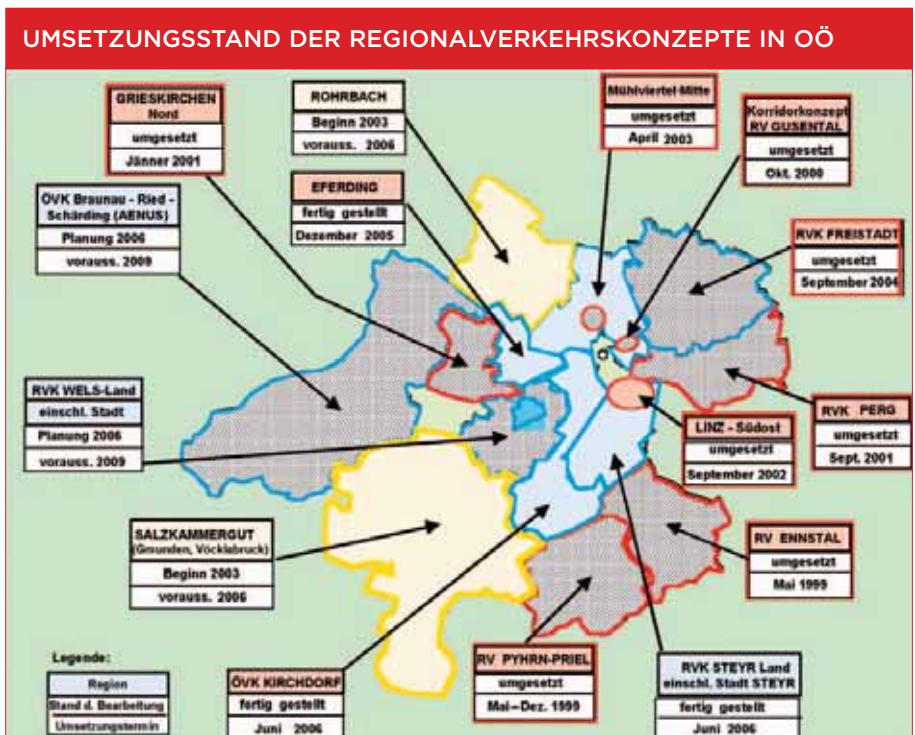 UMSETZUNGSSTAND DER REGIONALVERKEHRSKONZEPTE IN OÖ
GRIESKIRCHEN
Nord
umgesetzt
Jänner 2001
ROHRBACH
Beginn 2003
vorauss. 2006
Mühlviertel-Mitte
umgesetzt
April 2003
Korridorkonzept
RV GUSENTAL
umgesetzt
Okt. 2000
ÖVK Braunau - Ried -
Schärding (AENUS)
Planung 2006
vorauss. 2009
EFERDING
fertig gestellt
Dezember 2005
RVK FREISTADT
umgesetzt
September 2004
RVK WELS-Land
einschl. Stadt
Planung 2006
vorauss. 2009
LINZ - Südost
umgesetzt
September 2002
RVK PERG
umgesetzt
Sept. 2001
SALZKAMMERGUT
(Gmunden, Vöcklabruck)
Beginn 2003
vorauss. 2006
RV ENNSTAL
umgesetzt
Mai 1999
Legende:
Region
Stand d. Bearbeitung
Umsetzungstermin
ÖVK KIRCHDORF
fertig gestellt
Juni 2006
RV PYHRN-PRIEL
umgesetzt
Mai-Dez. 1999
RVK STEYR Land
einschl. Stadt STEYR
fertig gestellt
Juni 2006